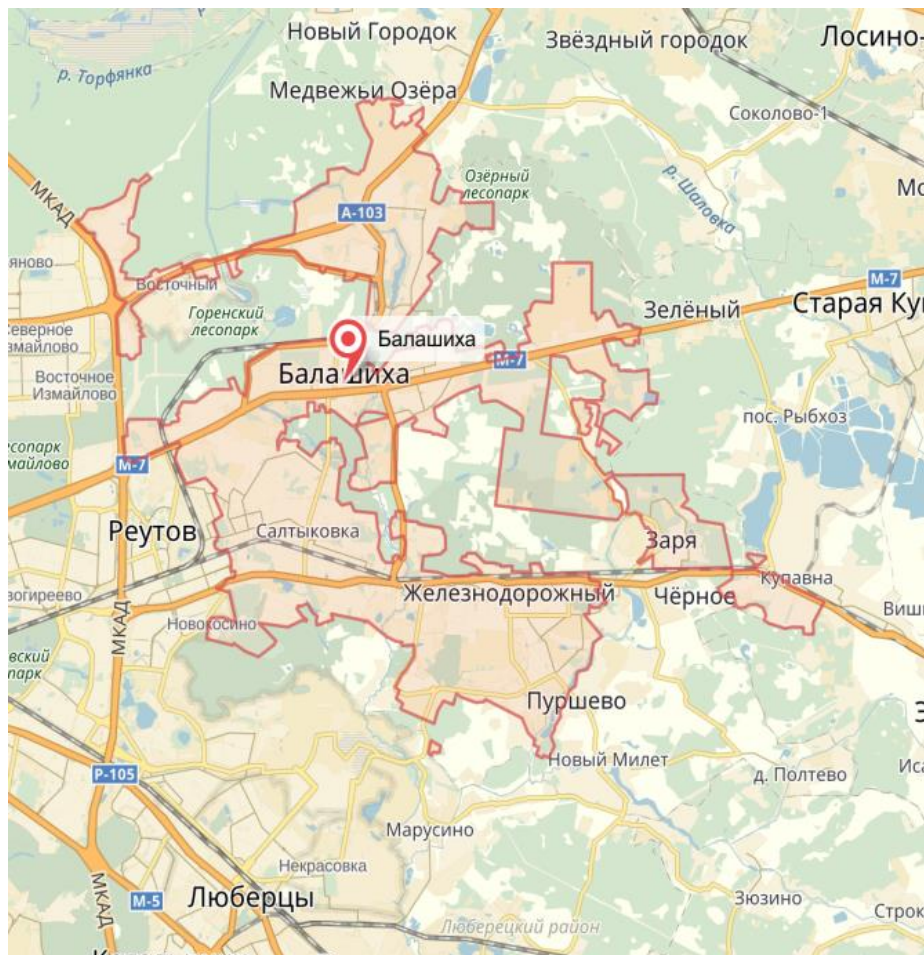 Новый Городок
Звёздный городок
Лосино-
р. Торфянка
Медвежьи Озёра
Соколово-1
Озёрный
лесопарк
р. Шаловка
МКАД
А-103
Восточный
Горенский
лесопарк
М-7
Зелёный
Старая Ку
Северное
Измайлово
Балашиха
Балашиха
М-7
Восточное
Измайлово
пос. Рыбхоз
М-7
Реутов
Салтыковка
Заря
Железнодорожный
Чёрное
Купавна
МКАД
Новокосино
Пуршево
Новый Милет
д. Полтево
Р-105
Марусино
Некрасовка
МКАД
М-5
Люберцы
Зюзино
Строк
Люберецкий район